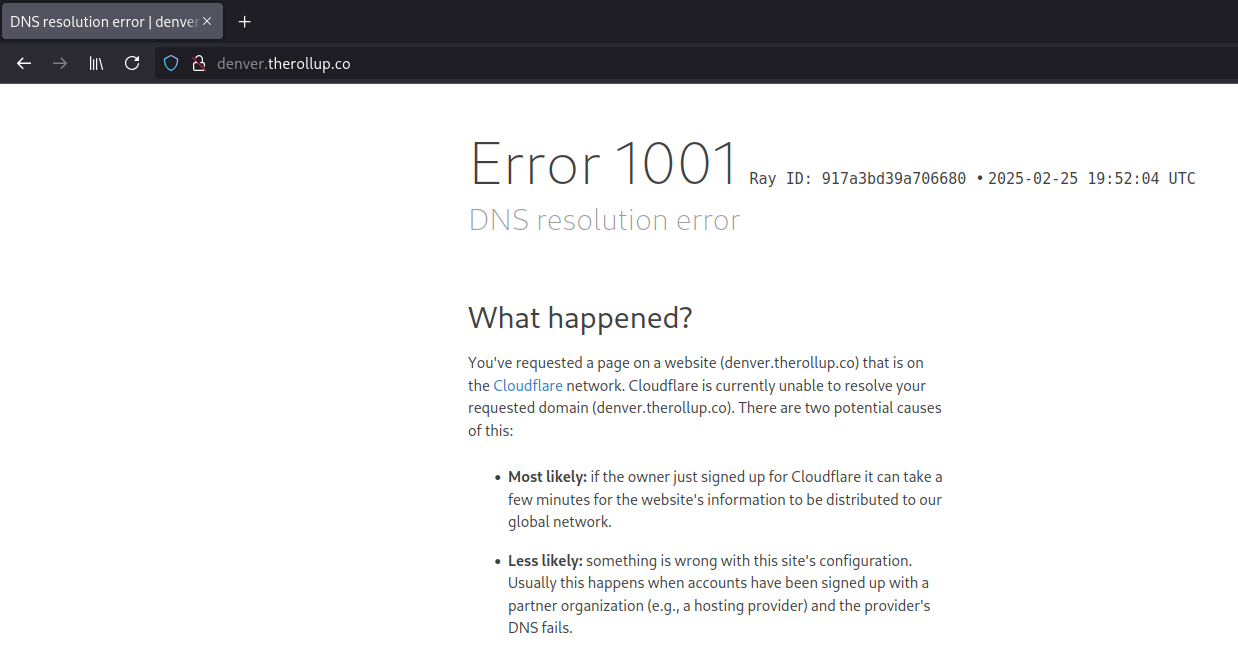 DNS resolution error | denver
denver.therollup.co
Error 1001 Ray ID: 917a3bd39a706680 • 2025-02-25 19:52:04 UTC
DNS resolution error
What happened?
You've requested a page on a website (denver.therollup.co) that is on
the Cloudflare network. Cloudflare is currently unable to resolve your
requested domain (denver.therollup.co). There are two potential causes
of this:
• Most likely: if the owner just signed up for Cloudflare it can take a
few minutes for the website's information to be distributed to our
global network.
• Less likely: something is wrong with this site's configuration.
Usually this happens when accounts have been signed up with a
partner organization (e.g., a hosting provider) and the provider's
DNS fails.